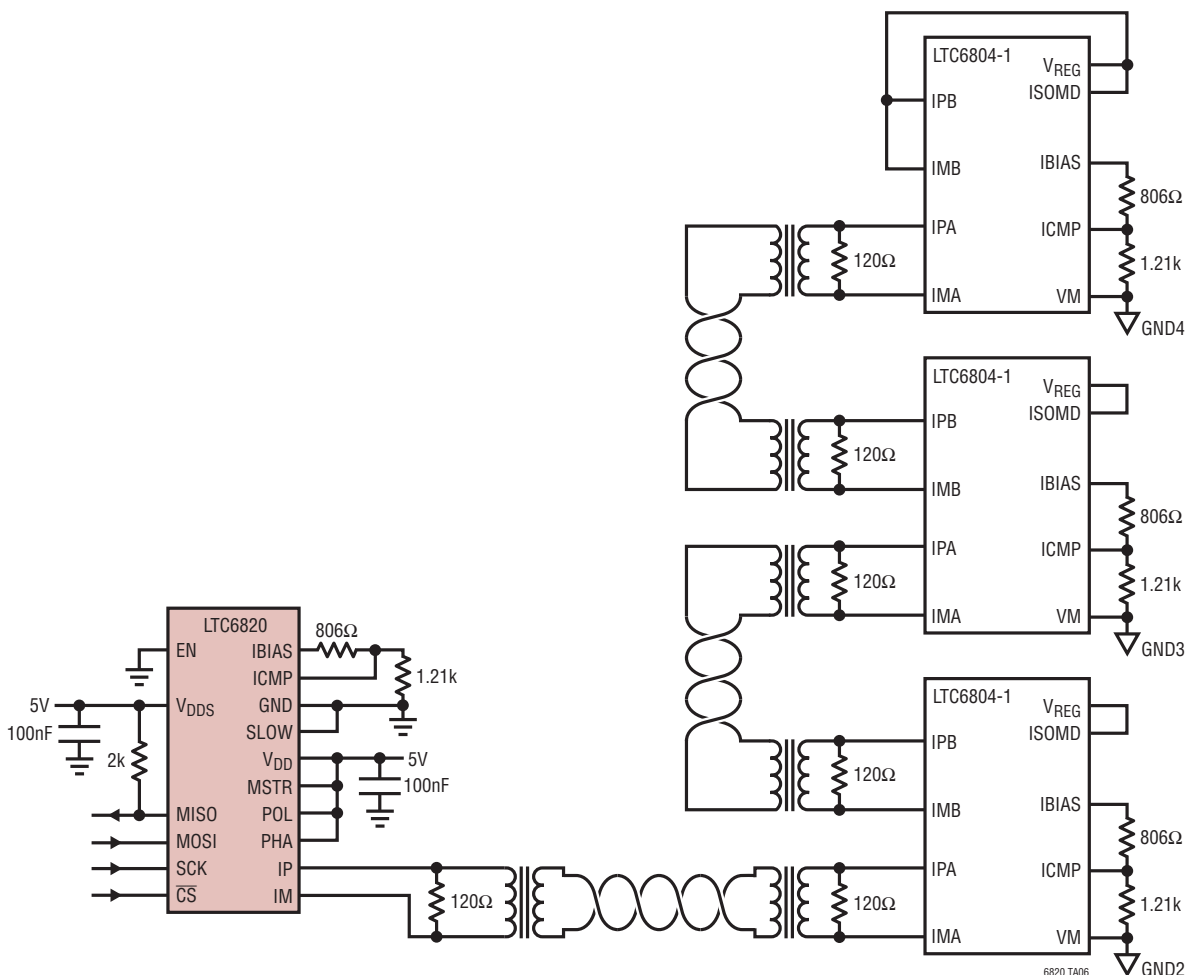 LTC6804-1
VREG
ISOMD
IPB
IMB
IBIAS
806Ω
IPA
ICMP
120Ω
1.21k
IMA
VM
GND4
LTC6804-1
VREG
ISOMD
IPB
120Ω
IMB
IBIAS
806Ω
IPA
ICMP
120Ω
1.21k
IMA
VM
GND3
LTC6804-1
VREG
ISOMD
IPB
120Ω
IMB
IBIAS
806Ω
IPA
ICMP
120Ω
1.21k
IMA
VM
GND2
LTC6820
EN
IBIAS
806Ω
ICMP
1.21k
5V
VDDS
GND
100nF
SLOW
2k
VDD
5V
MSTR
100nF
MISO
POL
MOSI
PHA
SCK
IP
CS
IM
120Ω
6820 TA06